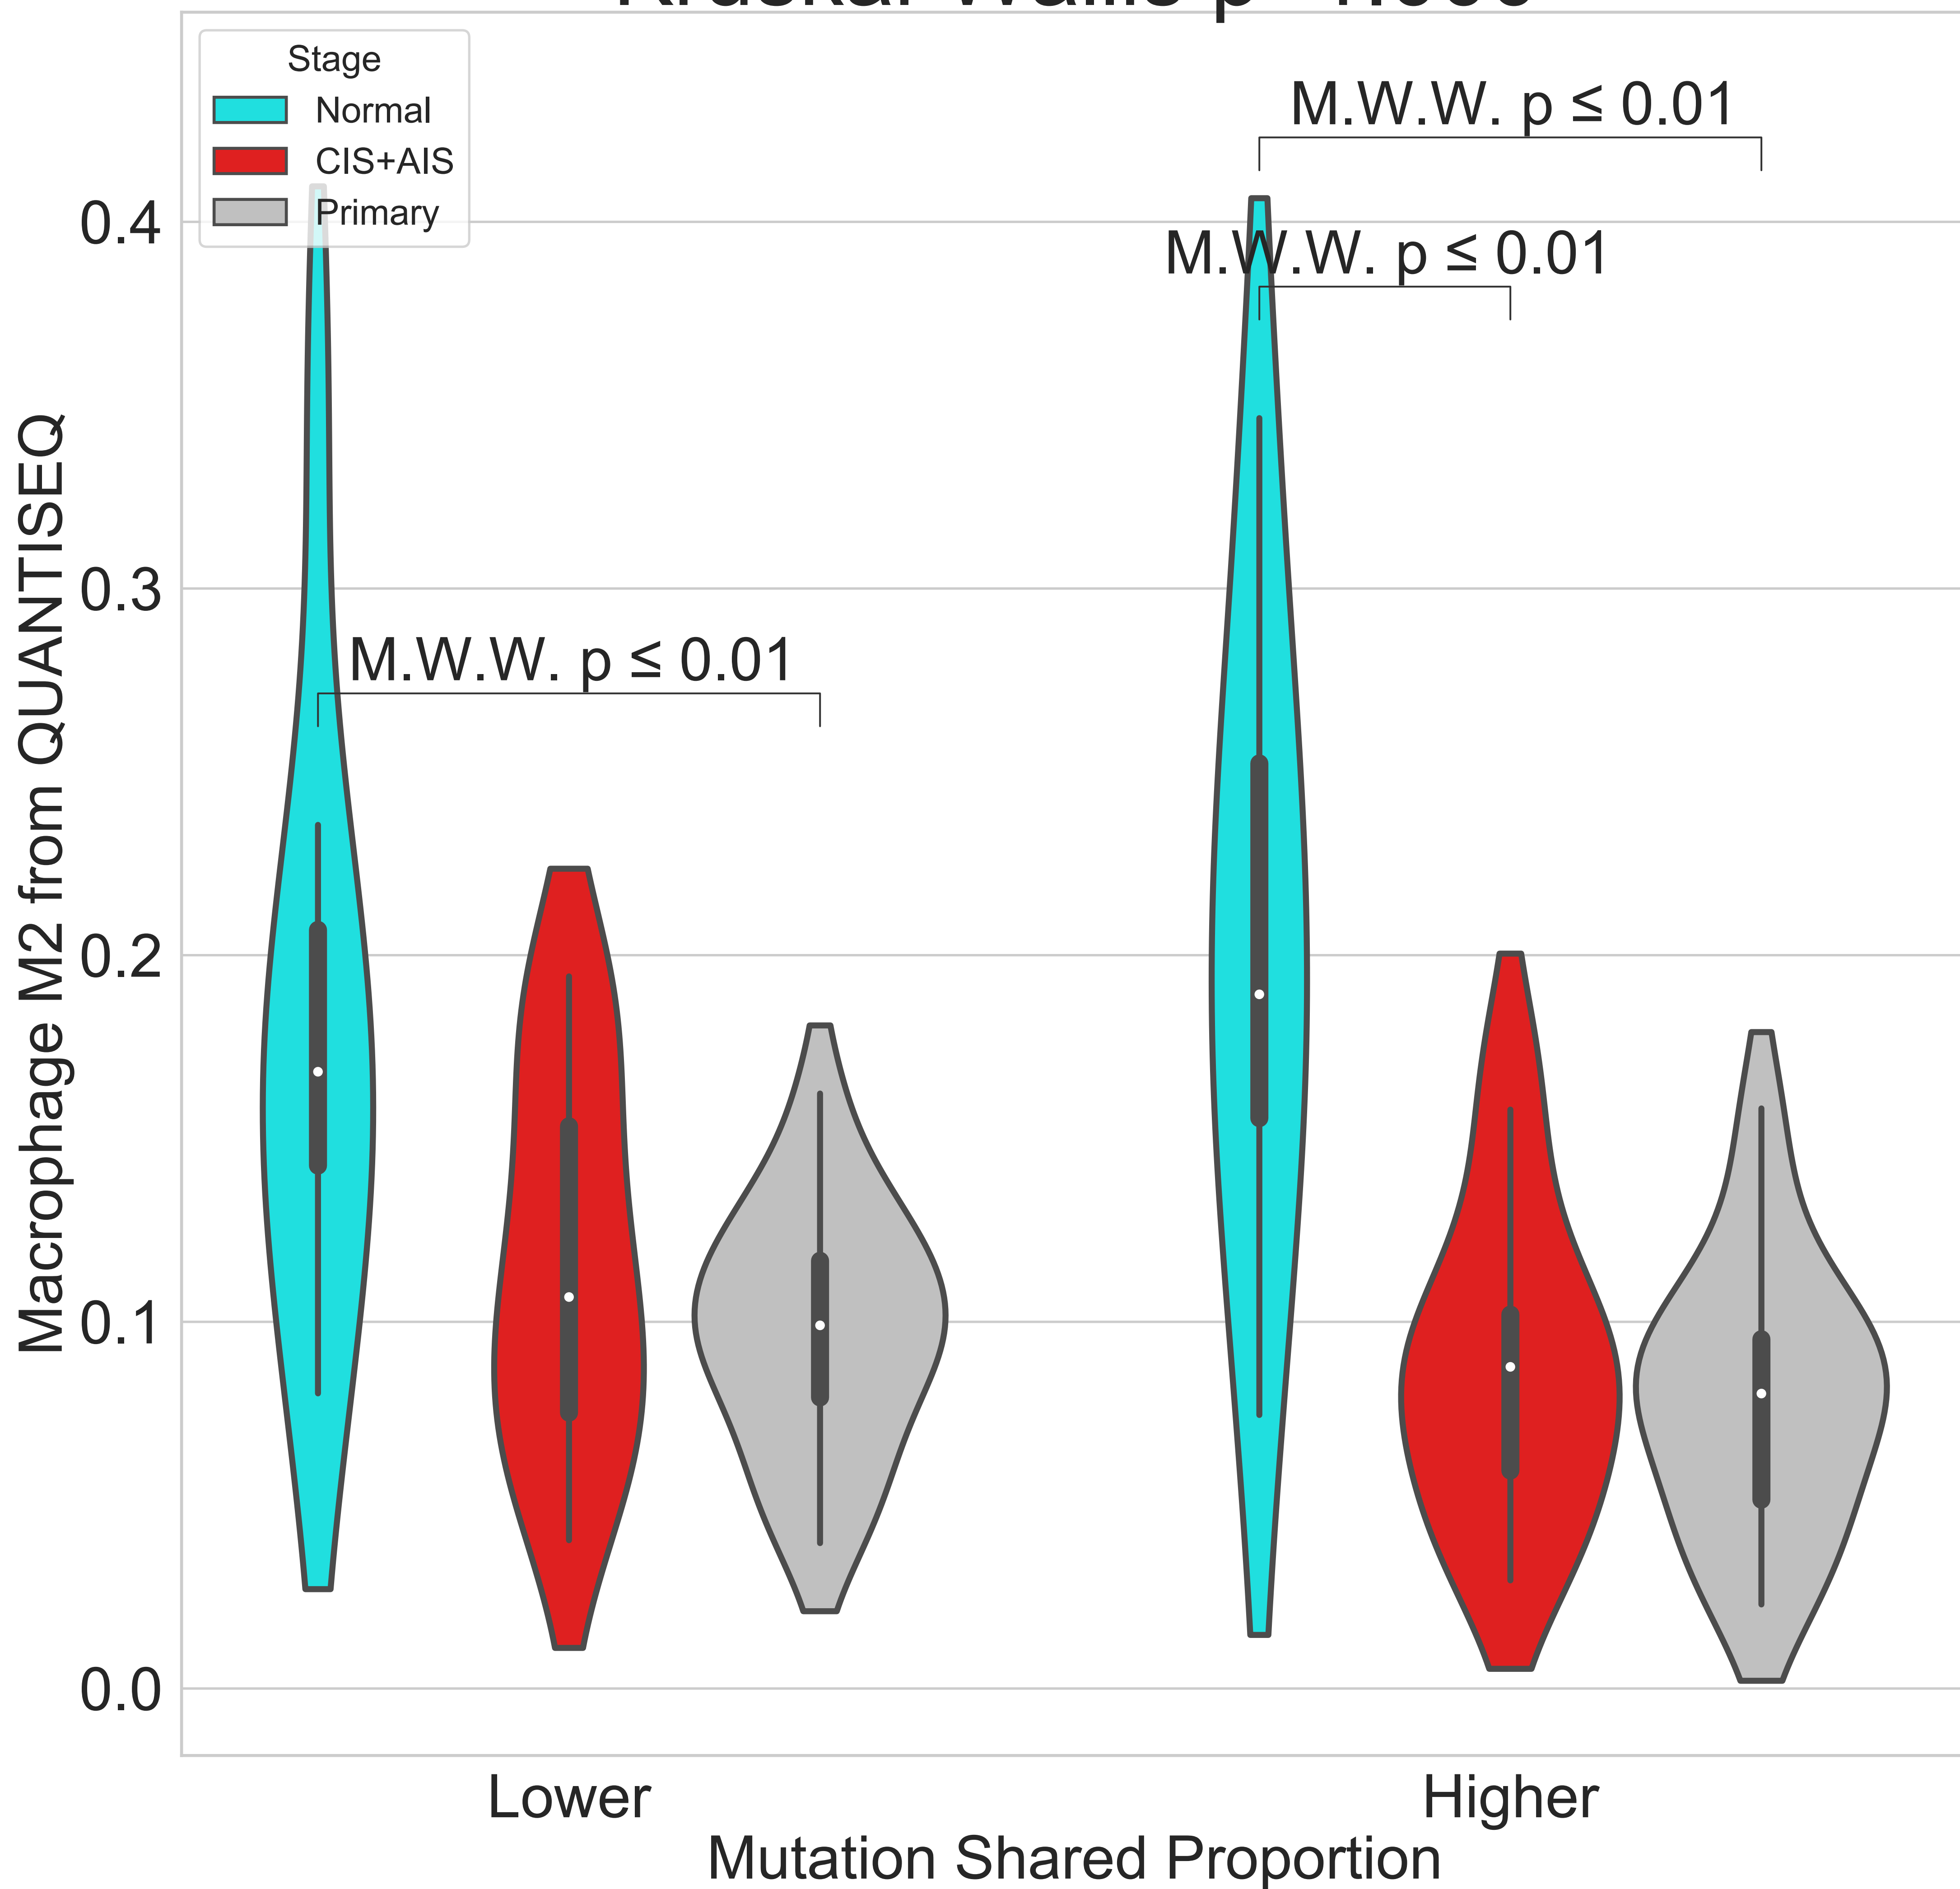 Stage
Normal
CIS+AIS
Primary
M.W.W. p ≤ 0.01
M.W.W. p ≤ 0.01
M.W.W. p ≤ 0.01
Macrophage M2 from QUANTISEQ
0.4
0.3
0.2
0.1
0.0
Lower
Higher
Mutation Shared Proportion